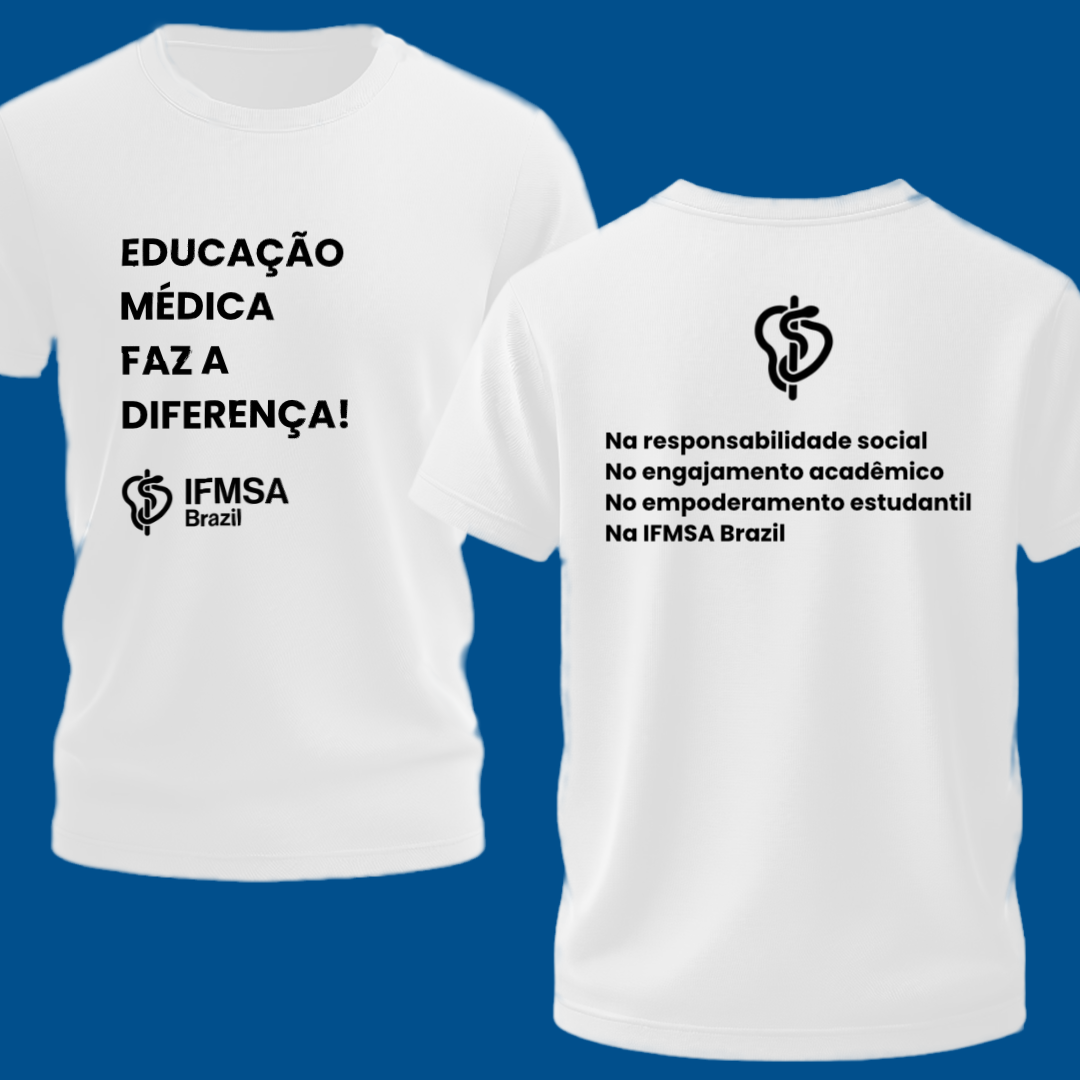 EDUCAÇÃO
MÉDICA
FAZ A
DIFERENÇA!
IFMSA
Brazil
Na responsabilidade social
No engajamento acadêmico
No empoderamento estudantil
Na IFMSA Brazil